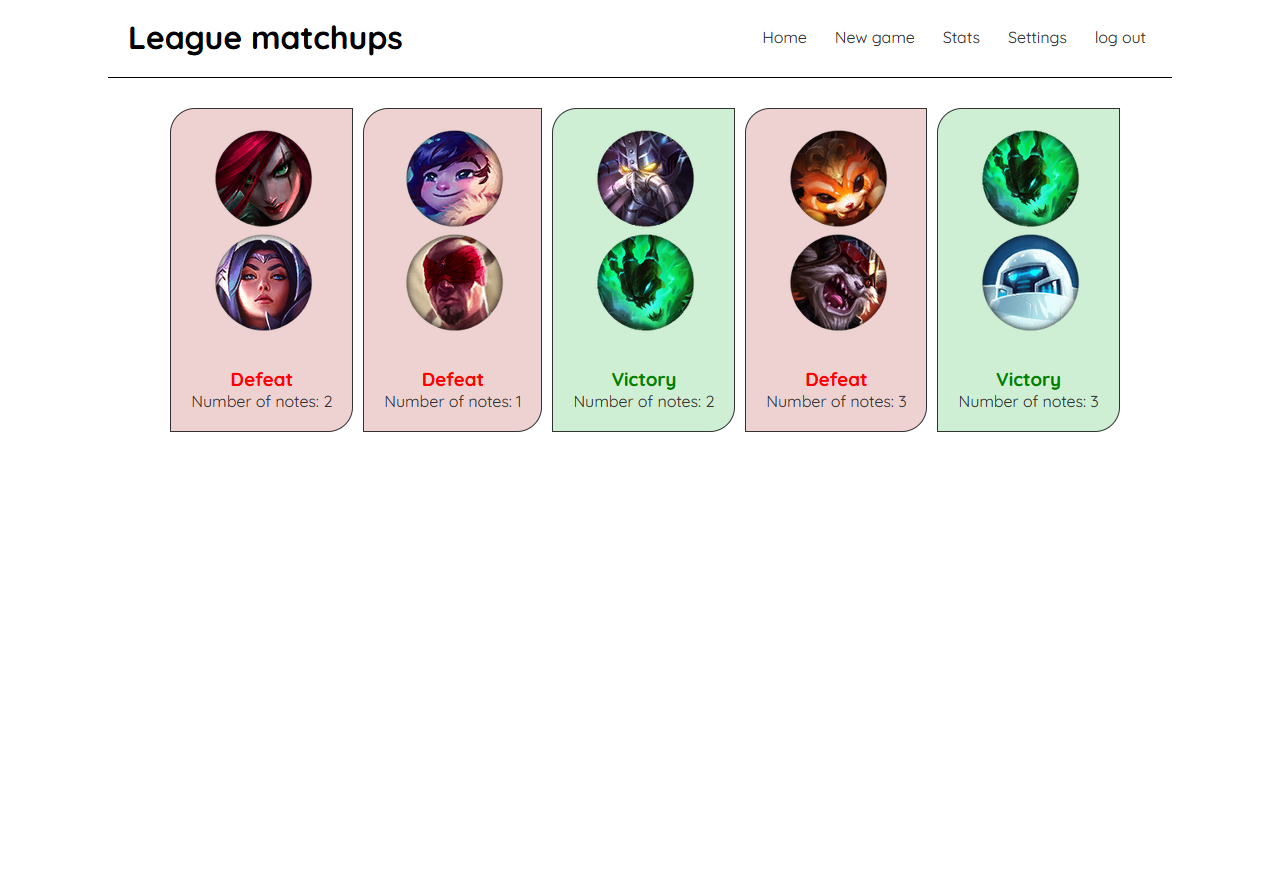 League matchups
Home New game Stats Settings log out
Defeat
Number of notes: 2
Defeat
Number of notes: 1
Victory
Number of notes: 2
Defeat
Number of notes: 3
Victory
Number of notes: 3